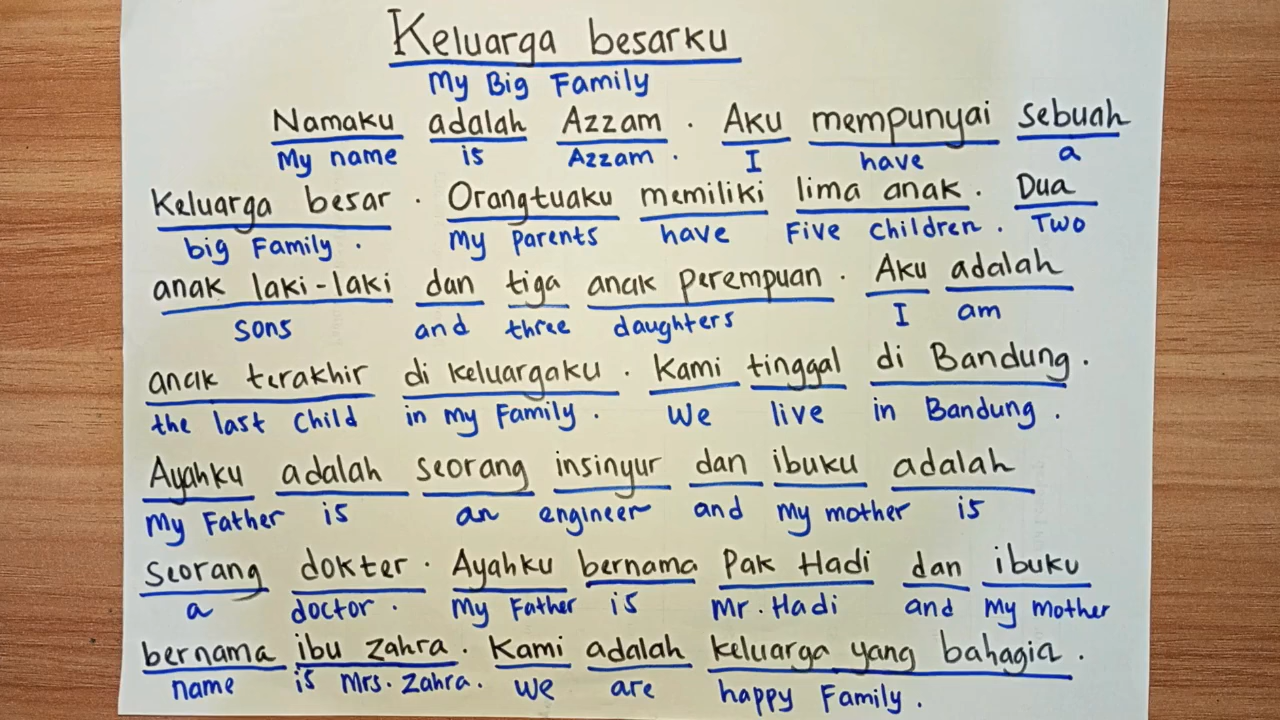 Keluarga besarku
My Big Family
Namaku adalah Azzam . Aku mempunyai sebuah
My name is Azzam . I have a
Keluarga besar . Orangtuaku memiliki lima anak . Dua
big Family . My parents have Five children . Two
anak laki-laki dan tiga anak perempuan . Aku adalah
sons and three daughters I am
anak terakhir di keluargaku . Kami tinggal di Bandung .
the last Child in my Family . We live in Bandung .
Ayahku adalah seorang insinyur dan ibuku adalah
My Father is an engineer and my mother is
Seorang dokter . Ayahku bernama Pak Hadi dan ibuku
a doctor . My Father is Mr. Hadi and My mother
bernama ibu Zahra . Kami adalah keluarga yang bahagia .
name is Mrs. Zahra . We are happy Family .